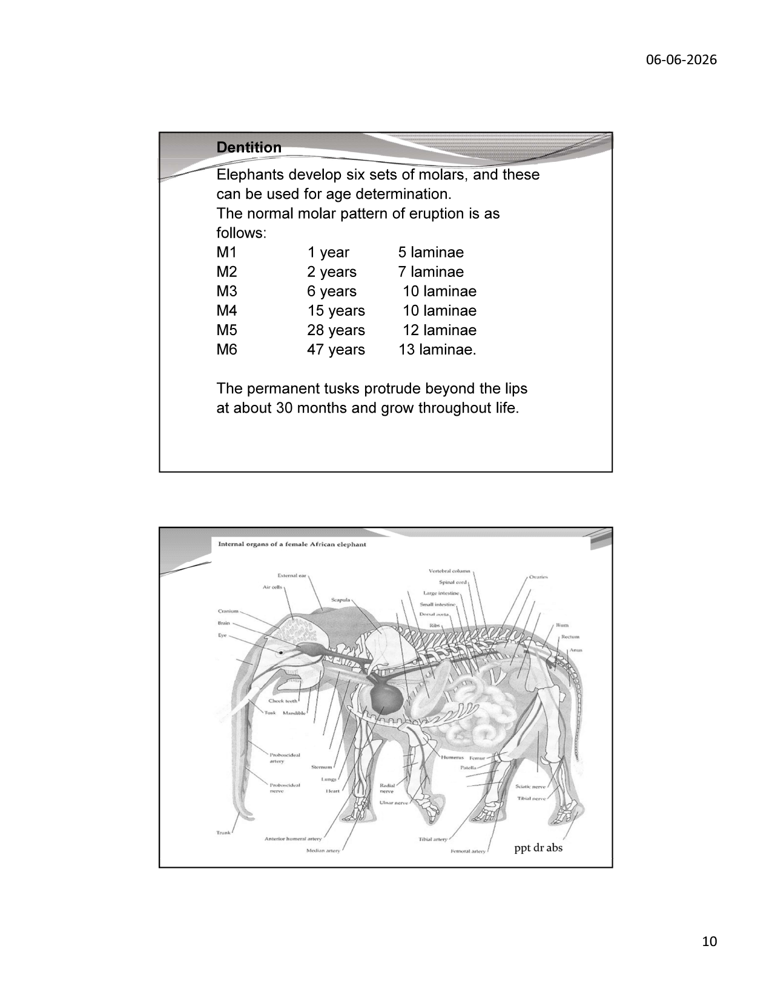 06-06-2026
Dentition
Elephants develop six sets of molars, and these
can be used for age determination.
The normal molar pattern of eruption is as
follows:
M1 1 year 5 laminae
M2 2 years 7 laminae
M3 6 years 10 laminae
M4 15 years 10 laminae
M5 28 years 12 laminae
M6 47 years 13 laminae.
The permanent tusks protrude beyond the lips
at about 30 months and grow throughout life.
Internal organs of a female African elephant
External ear
Air cells
Scapula
Cranium
Brain
Eye
Vertebral column
Spinal cord
Large intestine
Small intestine
Dorsal aorta
Ribs
Ovaries
Ilium
Rectum
Anus
Cheek teeth
Tusk Mandible
Proboscideal
artery
Proboscideal
nerve
Trunk
Sternum
Lungs
Heart
Anterior humeral artery
Median artery
Radial
nerve
Ulnar nerve
Humerus Femur
Patella
Sciatic nerve
Tibial nerve
Tibial artery
Femoral artery
ppt dr abs
10